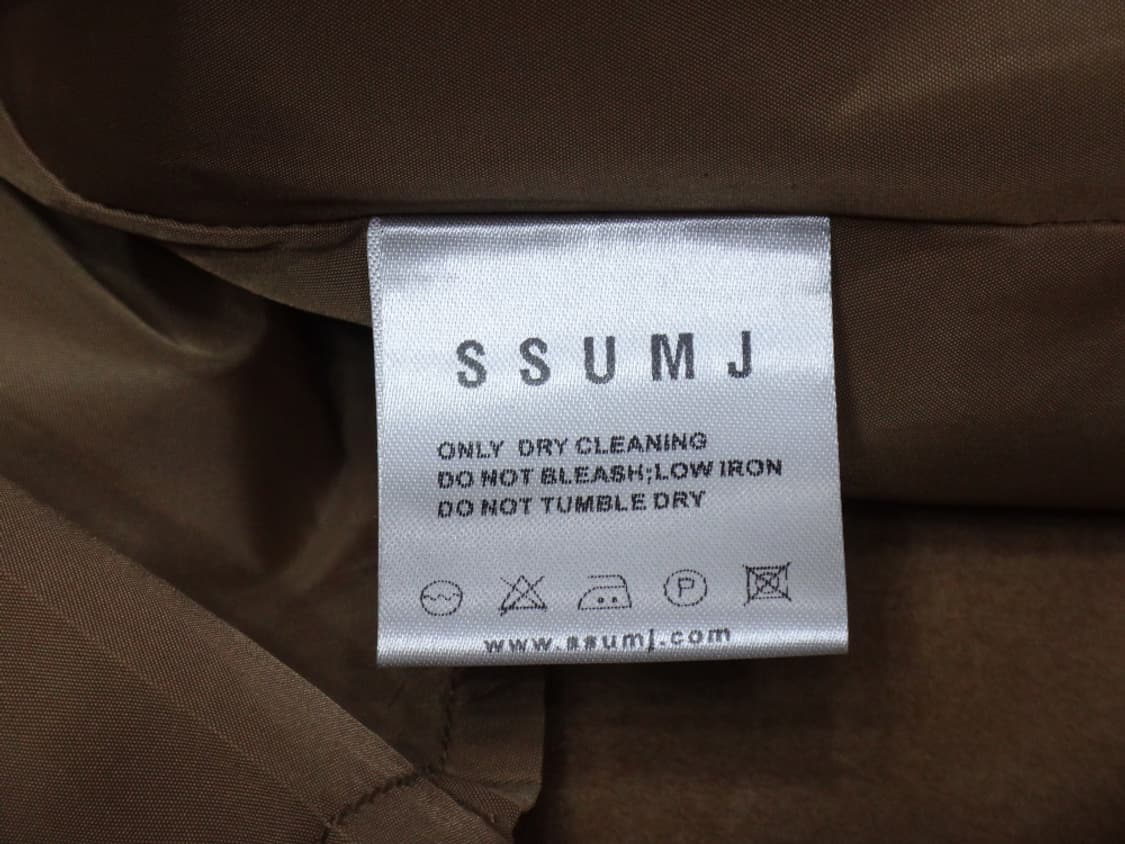 SSUMJ
ONLY DRY CLEANING
DO NOT BLEASH;LOW IRON
DO NOT TUMBLE DRY
P
www.ssumj.com